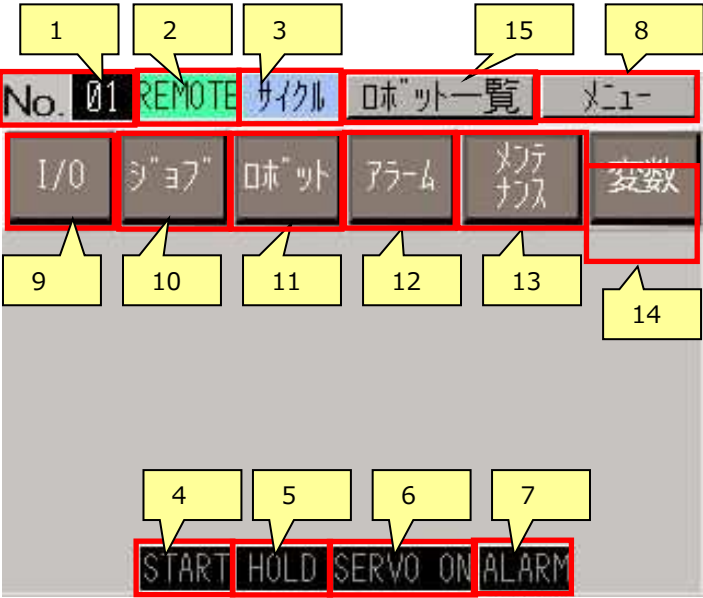 1 2 3 15 8
No. 01 REMOTE サイクル ロボット一覧 メニュー
I/O ジョブ ロボット アラーム メンテ
ナンス 変数
9 10 11 12 13 14
4 5 6 7
START HOLD SERVO ON ALARM